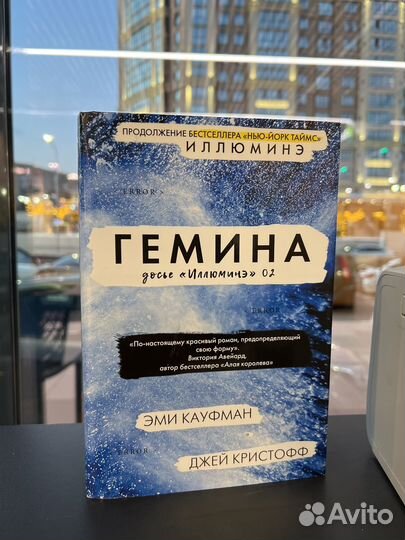 ПРОДОЛЖЕНИЕ БЕСТСЕЛЛЕРА «НЬЮ-ЙОРК ТАЙМС»
ИЛЛЮМИНЭ
ERROR >
ГЕМИНА
досье «Иллюминэ» 02
ERROR
«По-настоящему красивый роман, предопределяющий
свою форму».
Виктория Авейард,
автор бестселлера «Алая королева»
ЭМИ КАУФМАН
ERROR
ДЖЕЙ КРИСТОФФ
Avito